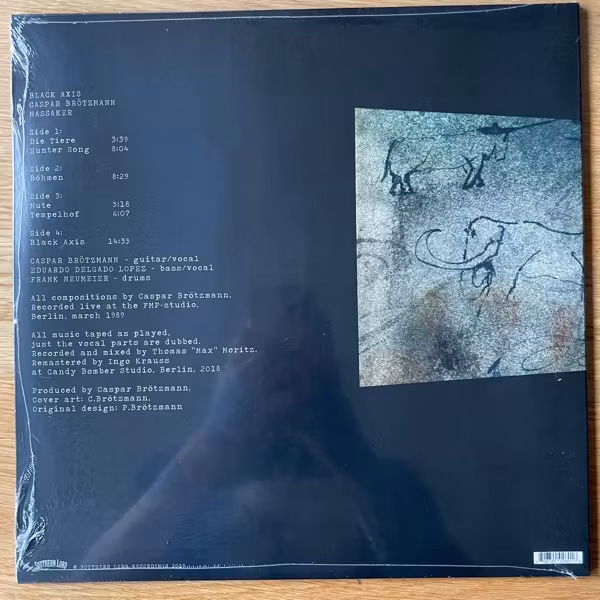 BLACK AXIS
CASPAR BRÖTZMANN
MASSAKER
Side 1:
Die Tiere 3:39
Hunter Song 8:04
Side 2:
Böhmen 8:29
Side 3:
Mute 5:18
Tempelhof 6:07
Side 4:
Black Axis 14:35
CASPAR BRÖTZMANN - guitar/vocal
EDUARDO DELGADO LOPEZ - bass/vocal
FRANK NEUMEIER - drums
All compositions by Caspar Brötzmann.
Recorded live at the FMP-studio,
Berlin, march 1989
All music taped as played,
just the vocal parts are dubbed.
Recorded and mixed by Thomas "Max" Moritz.
Remastered by Ingo Krauss
at Candy Bomber Studio, Berlin, 2018
Produced by Caspar Brötzmann,
Cover art: C.Brötzmann,
Original design: P.Brötzmann
SOUTHERN LORD © SOUTHERN LORD RECORDINGS